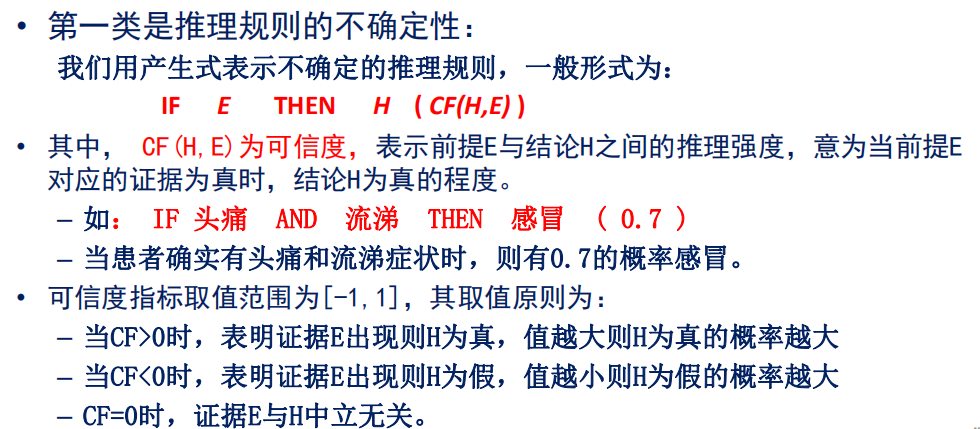 • 第一类是推理规则的不确定性：
我们用产生式表示不确定的推理规则，一般形式为：
IF E THEN H ( CF(H,E) )
• 其中， CF(H,E)为可信度，表示前提E与结论H之间的推理强度，意为当前提E
对应的证据为真时，结论H为真的程度。
– 如： IF 头痛 AND 流涕 THEN 感冒 ( 0.7 )
– 当患者确实有头痛和流涕症状时，则有0.7的概率感冒。
• 可信度指标取值范围为[-1,1]，其取值原则为：
– 当CF>0时，表明证据E出现则H为真，值越大则H为真的概率越大
– 当CF<0时，表明证据E出现则H为假，值越小则H为假的概率越大
– CF=0时，证据E与H中立无关。